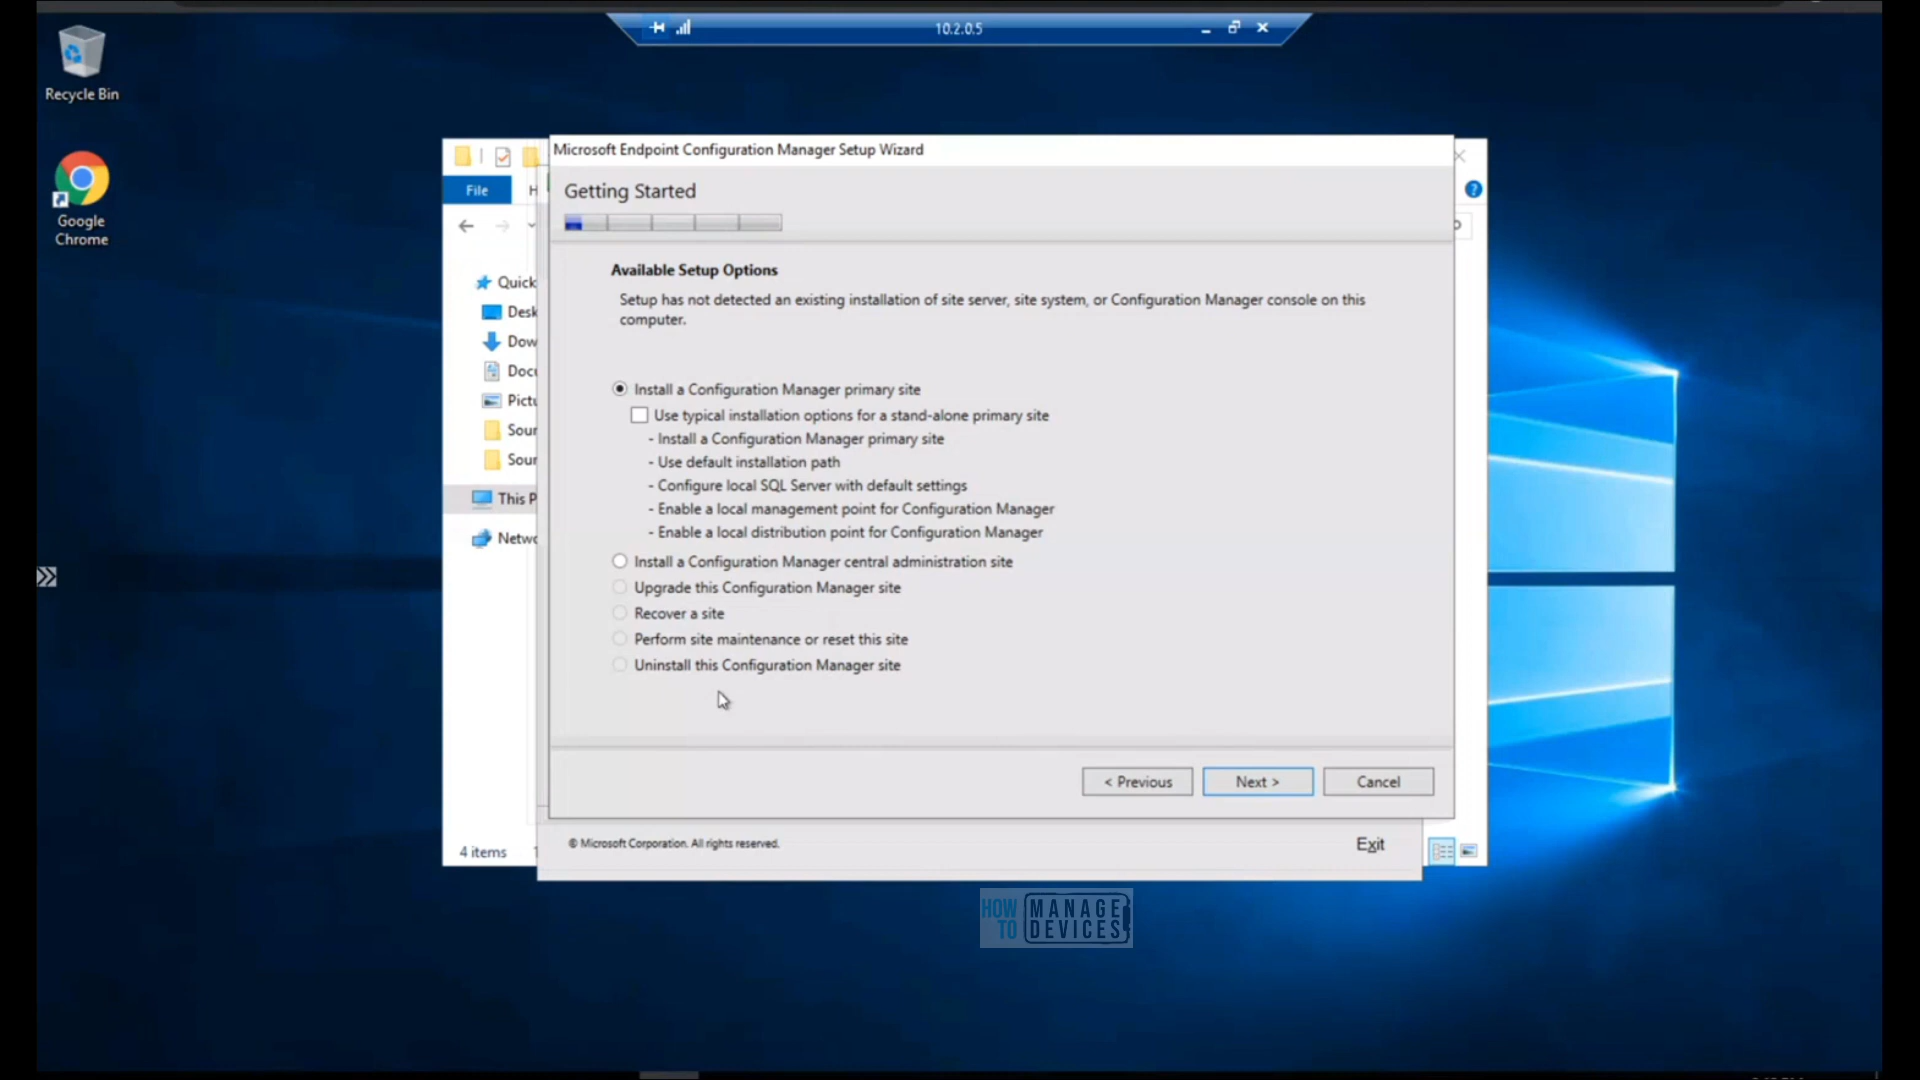 10.2.0.5
Recycle Bin
Google
Chrome
File
Quick
Desk
Dow
Docu
Pictu
Sour
Sour
This P
Netwo
4 items
Microsoft Endpoint Configuration Manager Setup Wizard
Getting Started
Available Setup Options
Setup has not detected an existing installation of site server, site system, or Configuration Manager console on this
computer.
Install a Configuration Manager primary site
Use typical installation options for a stand-alone primary site
- Install a Configuration Manager primary site
- Use default installation path
- Configure local SQL Server with default settings
- Enable a local management point for Configuration Manager
- Enable a local distribution point for Configuration Manager
Install a Configuration Manager central administration site
Upgrade this Configuration Manager site
Recover a site
Perform site maintenance or reset this site
Uninstall this Configuration Manager site
< Previous
Next >
Cancel
© Microsoft Corporation. All rights reserved.
Exit
HOW TO
MANAGE
DEVICES